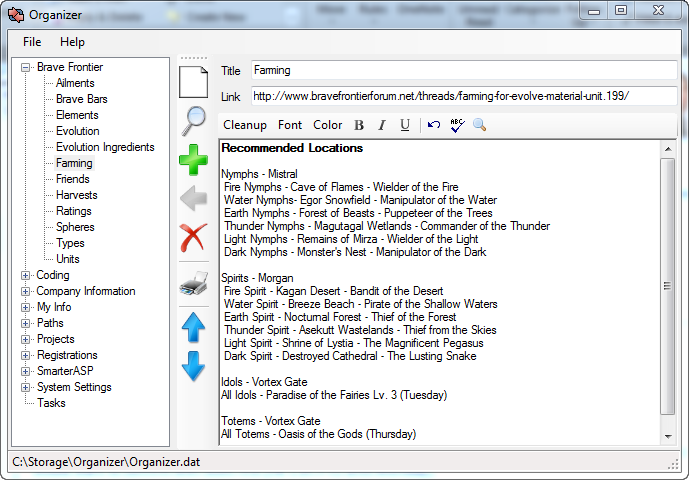 Organizer
File Help
Brave Frontier
Ailments
Brave Bars
Elements
Evolution
Evolution Ingredients
Farming
Friends
Harvests
Ratings
Spheres
Types
Units
Coding
Company Information
My Info
Paths
Projects
Registrations
SmarterASP
System Settings
Tasks
Title Farming
Link http://www.bravefrontierforum.net/threads/farming-for-evolve-material-unit.199/
Cleanup Font Color B I U ABC
Recommended Locations
Nymphs - Mistral
Fire Nymphs - Cave of Flames - Wielder of the Fire
Water Nymphs- Egor Snowfield - Manipulator of the Water
Earth Nymphs - Forest of Beasts - Puppeteer of the Trees
Thunder Nymphs - Magutagal Wetlands - Commander of the Thunder
Light Nymphs - Remains of Mirza - Wielder of the Light
Dark Nymphs - Monster's Nest - Manipulator of the Dark
Spirits - Morgan
Fire Spirit - Kagan Desert - Bandit of the Desert
Water Spirit - Breeze Beach - Pirate of the Shallow Waters
Earth Spirit - Nocturnal Forest - Thief of the Forest
Thunder Spirit - Asekutt Wastelands - Thief from the Skies
Light Spirit - Shrine of Lystia - The Magnificent Pegasus
Dark Spirit - Destroyed Cathedral - The Lusting Snake
Idols - Vortex Gate
All Idols - Paradise of the Fairies Lv. 3 (Tuesday)
Totems - Vortex Gate
All Totems - Oasis of the Gods (Thursday)
C:\Storage\Organizer\Organizer.dat